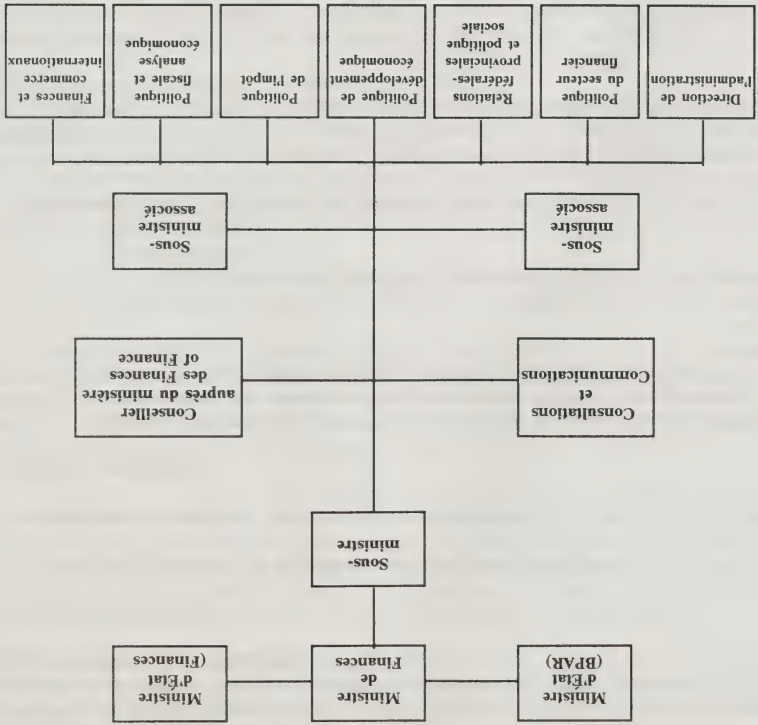 Ministre
d'État
(BPAR)
Ministre
de
Finances
Ministre
d'État
(Finances
Sous-
ministre
Consultations
et
Communications
Conseiller
auprès du ministère
des Finances
of Finance
Sous-
ministre
associé
Sous-
ministre
associé
Direction de
l'administration
Politique
du secteur
financier
Relations
fédérales-
provinciales
et politique
sociale
Politique de
développement
économique
Politique
de l'impôt
Politique
fiscale et
analyse
économique
Finances et
commerce
internationaux